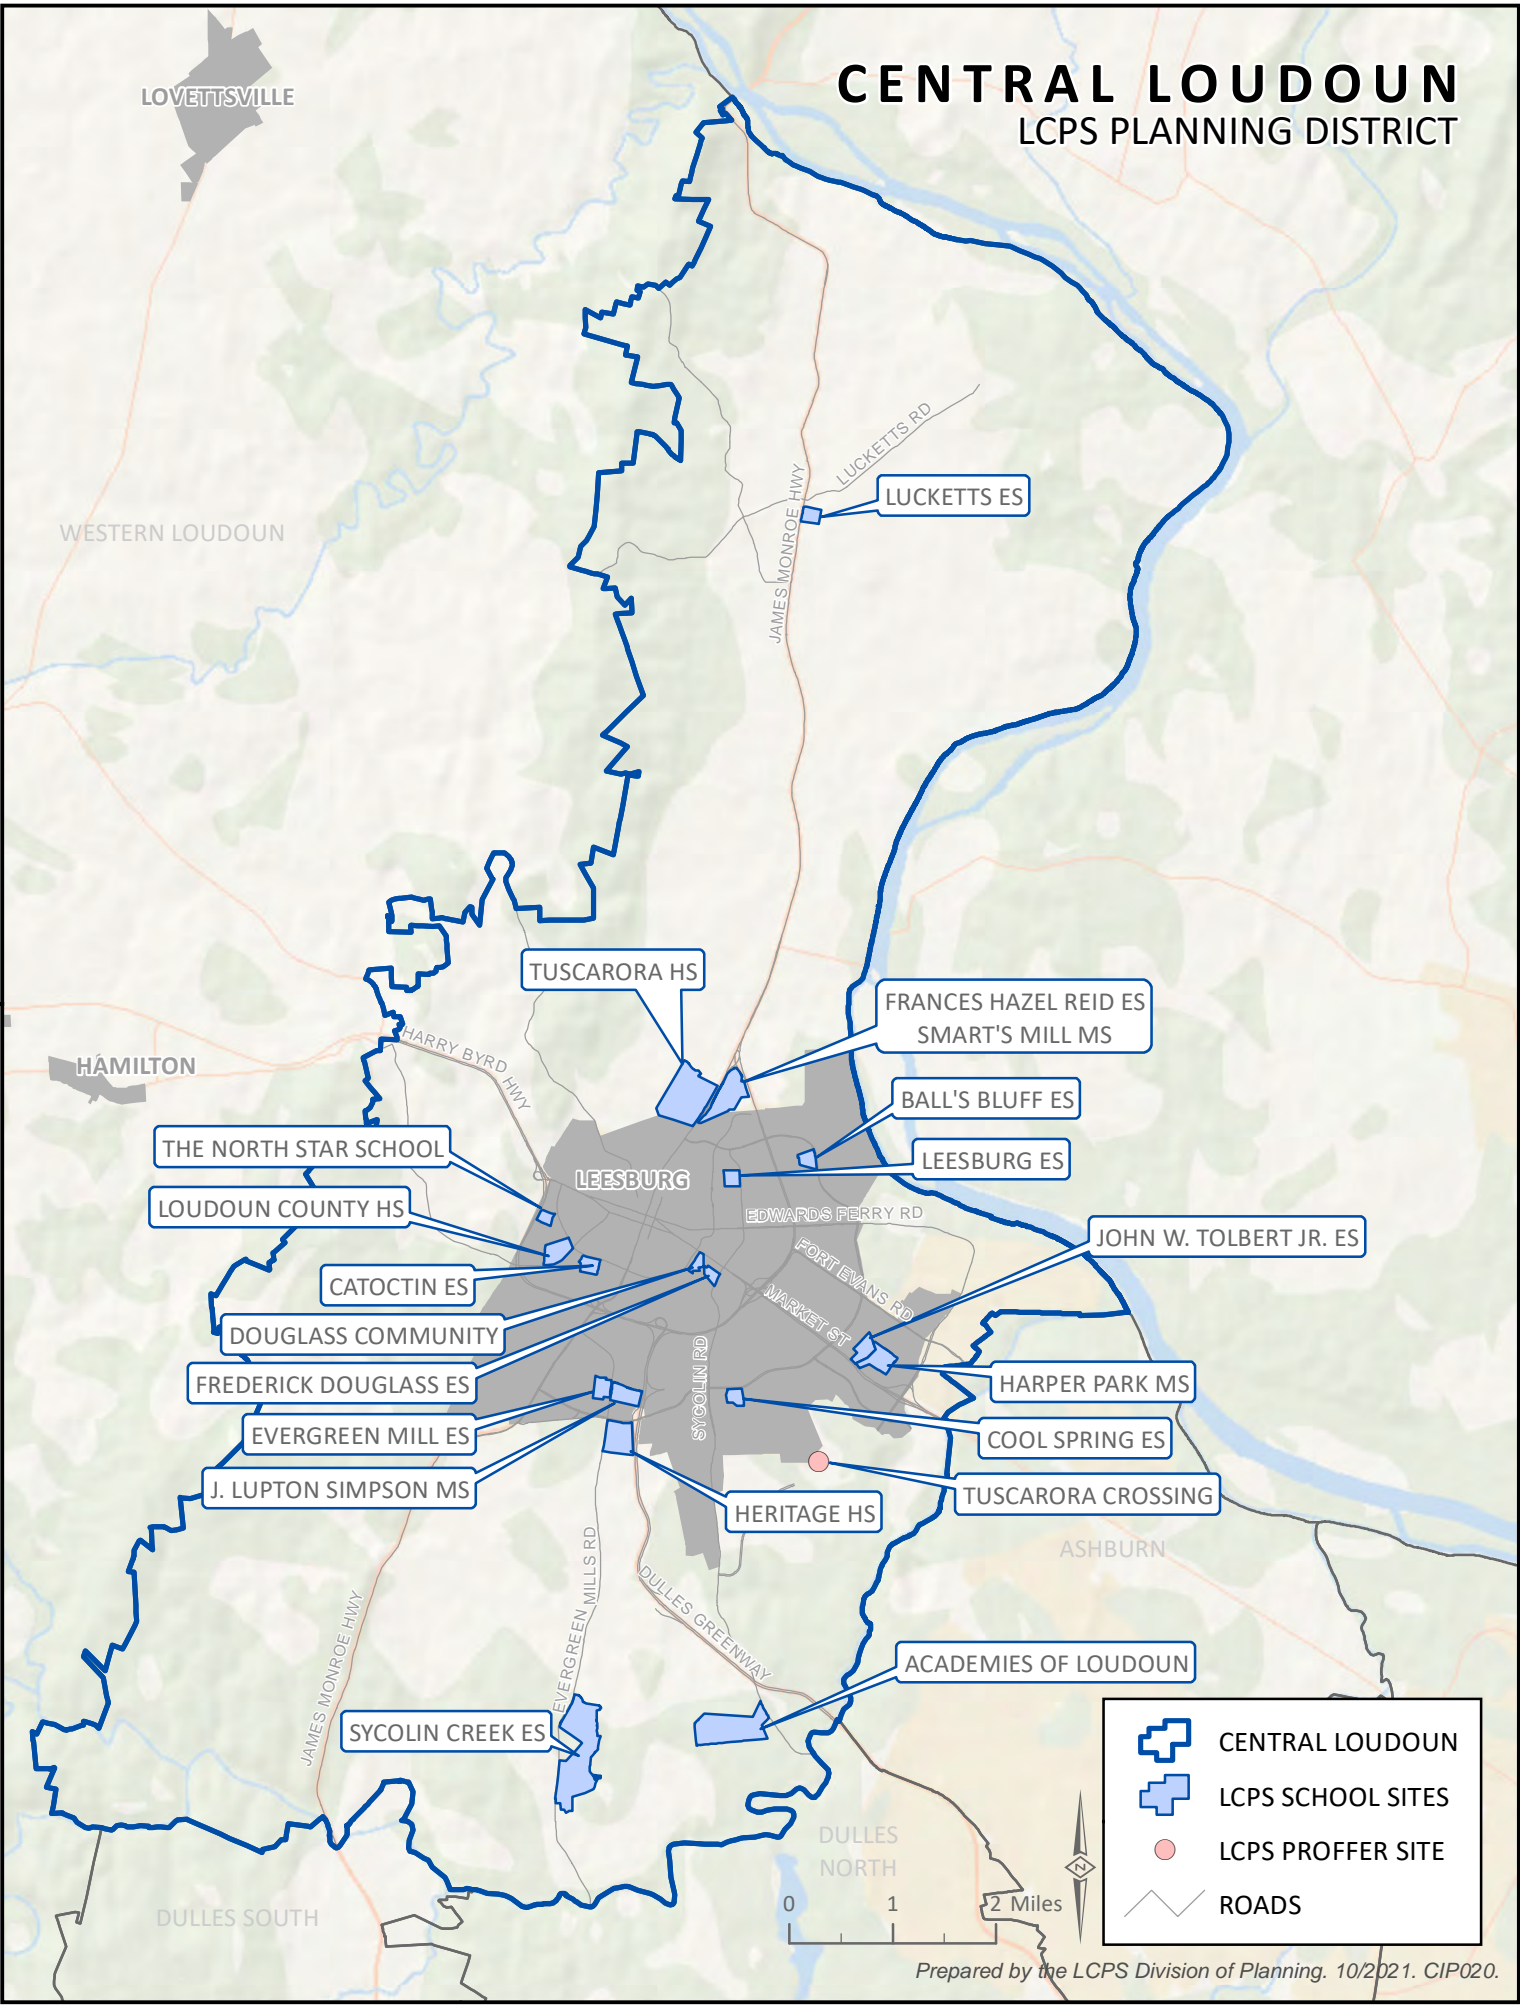 CENTRAL LOUDOUN
LCPS PLANNING DISTRICT
LOVETTSVILLE
LUCKETTS RD
LUCKETTS ES
JAMES MONROE HWY
WESTERN LOUDOUN
TUSCARORA HS
FRANCES HAZEL REID ES
SMART'S MILL MS
HARRY BYRD HWY
HAMILTON
BALL'S BLUFF ES
THE NORTH STAR SCHOOL
LEESBURG
LEESBURG ES
LOUDOUN COUNTY HS
EDWARDS FERRY RD
JOHN W. TOLBERT JR. ES
FORT EVANS RD
CATOCTIN ES
MARKET ST
DOUGLASS COMMUNITY
SYCOLIN RD
FREDERICK DOUGLASS ES
HARPER PARK MS
EVERGREEN MILL ES
COOL SPRING ES
J. LUPTON SIMPSON MS
TUSCARORA CROSSING
HERITAGE HS
ASHBURN
EVERGREEN MILLS RD
DULLES GREENWAY
JAMES MONROE HWY
ACADEMIES OF LOUDOUN
SYCOLIN CREEK ES
CENTRAL LOUDOUN
LCPS SCHOOL SITES
LCPS PROFFER SITE
ROADS
DULLES
NORTH
DULLES SOUTH
0 1 2 Miles
N
Prepared by the LCPS Division of Planning. 10/2021. CIP020.